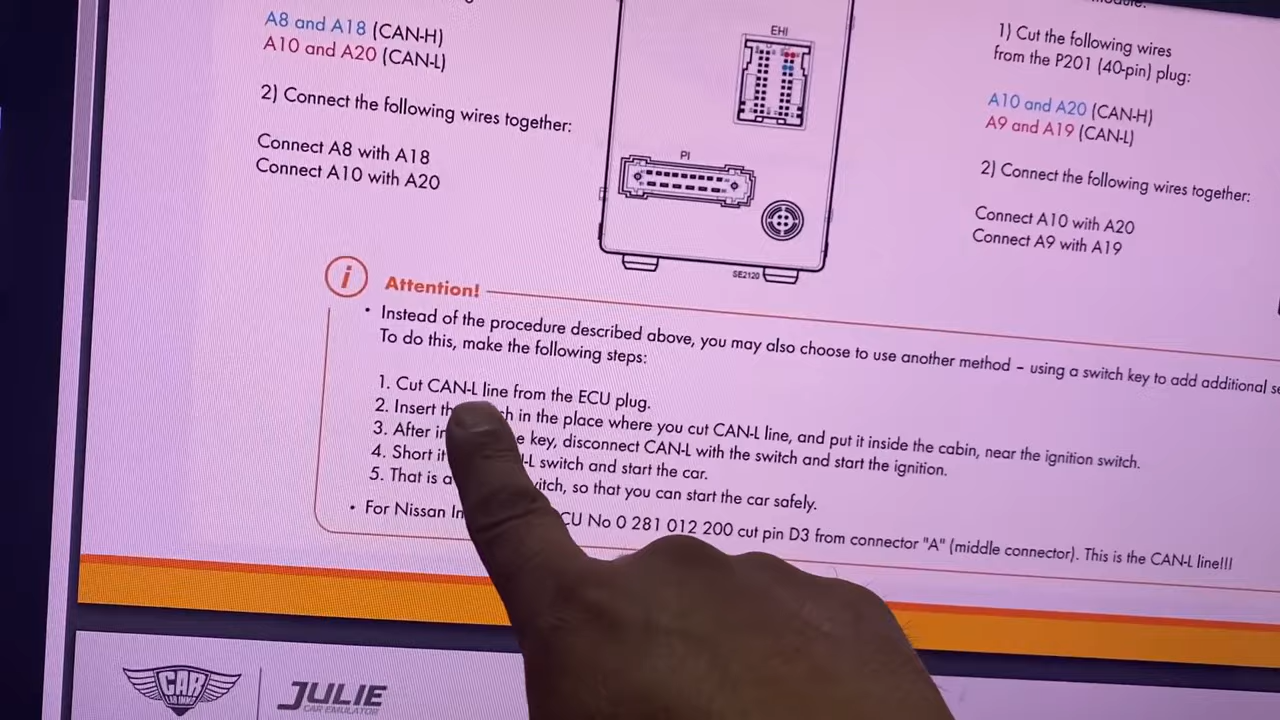 A8 and A18 (CAN-H)
A10 and A20 (CAN-L)
2) Connect the following wires together:
Connect A8 with A18
Connect A10 with A20
EHI
PI
SE2120
1) Cut the following wires
from the P201 (40-pin) plug:
A10 and A20 (CAN-H)
A9 and A19 (CAN-L)
2) Connect the following wires together:
Connect A10 with A20
Connect A9 with A19
i
Attention!
• Instead of the procedure described above, you may also choose to use another method – using a switch key to add additional
To do this, make the following steps:
1. Cut CAN-L line from the ECU plug.
2. Insert in the place where you cut CAN-L line, and put it inside the cabin, near the ignition switch.
3. After key, disconnect CAN-L with the switch and start the ignition.
4. Short switch and start the car.
5. That is so that you can start the car safely.
• For Nissan No 0 281 012 200 cut pin D3 from connector "A" (middle connector). This is the CAN-L line!!!
CAR
LAB IMMO
JULIE
CAR EMULATOR